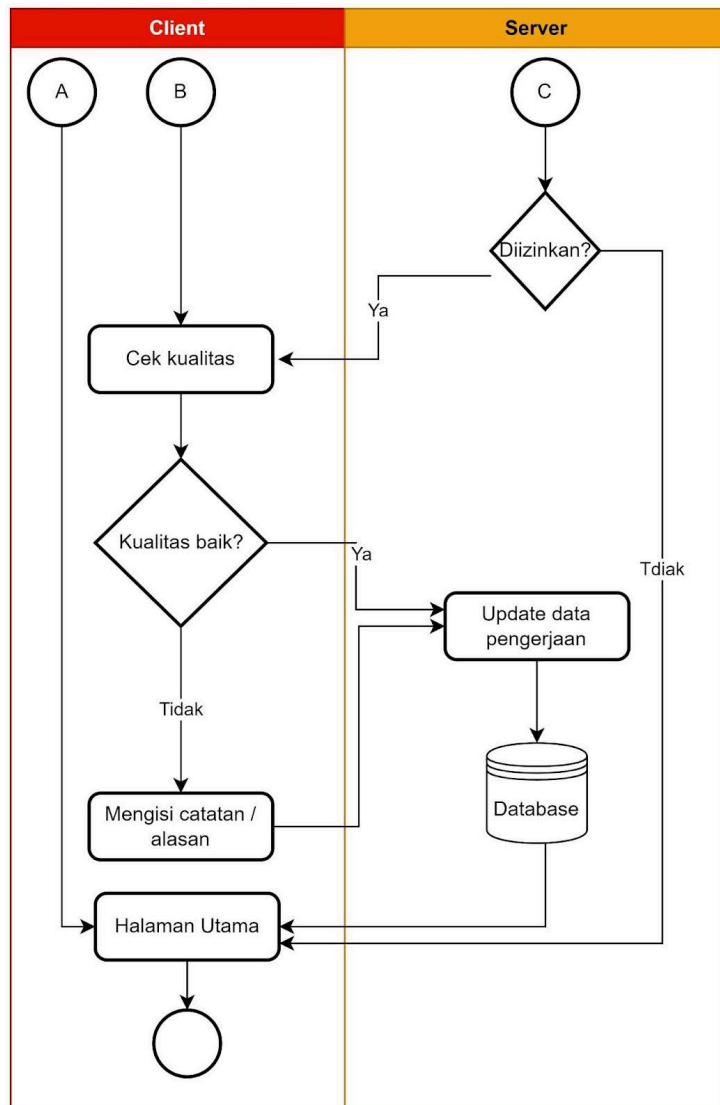 Client
Server
A
B
C
Diizinkan?
Ya
Cek kualitas
Kualitas baik?
Ya
Tdiak
Update data
pengerjaan
Tidak
Database
Mengisi catatan /
alasan
Halaman Utama